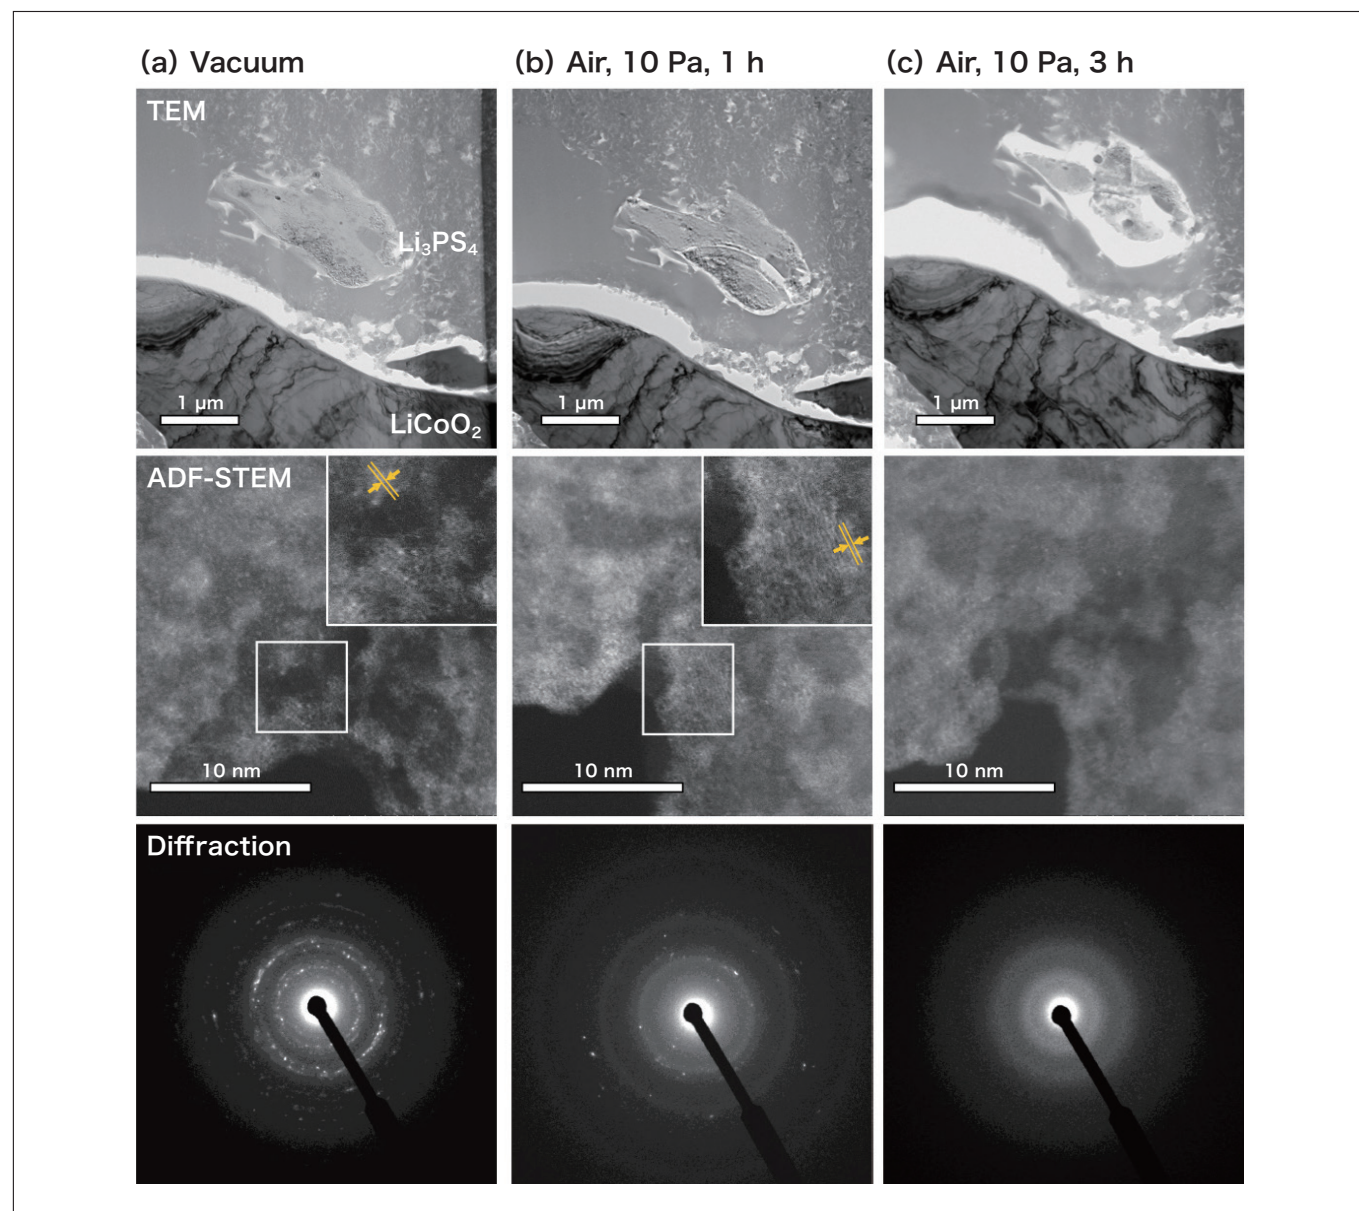 (a) Vacuum
(b) Air, 10 Pa, 1 h
(c) Air, 10 Pa, 3 h
TEM
Li₃PS₄
LiCoO₂
1 μm
1 μm
1 μm
ADF-STEM
10 nm
10 nm
10 nm
Diffraction